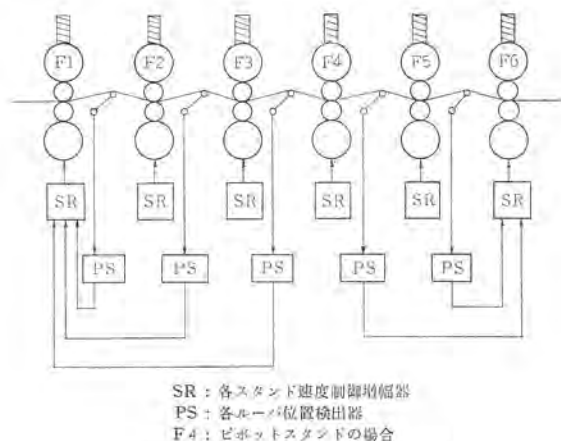 F1 F2 F3 F4 F5 F6
SR SR SR SR SR SR
PS PS PS PS PS
SR : 各スタンド速度制御増幅器
PS : 各ルーパ位置検出器
F4 : ピボットスタンドの場合